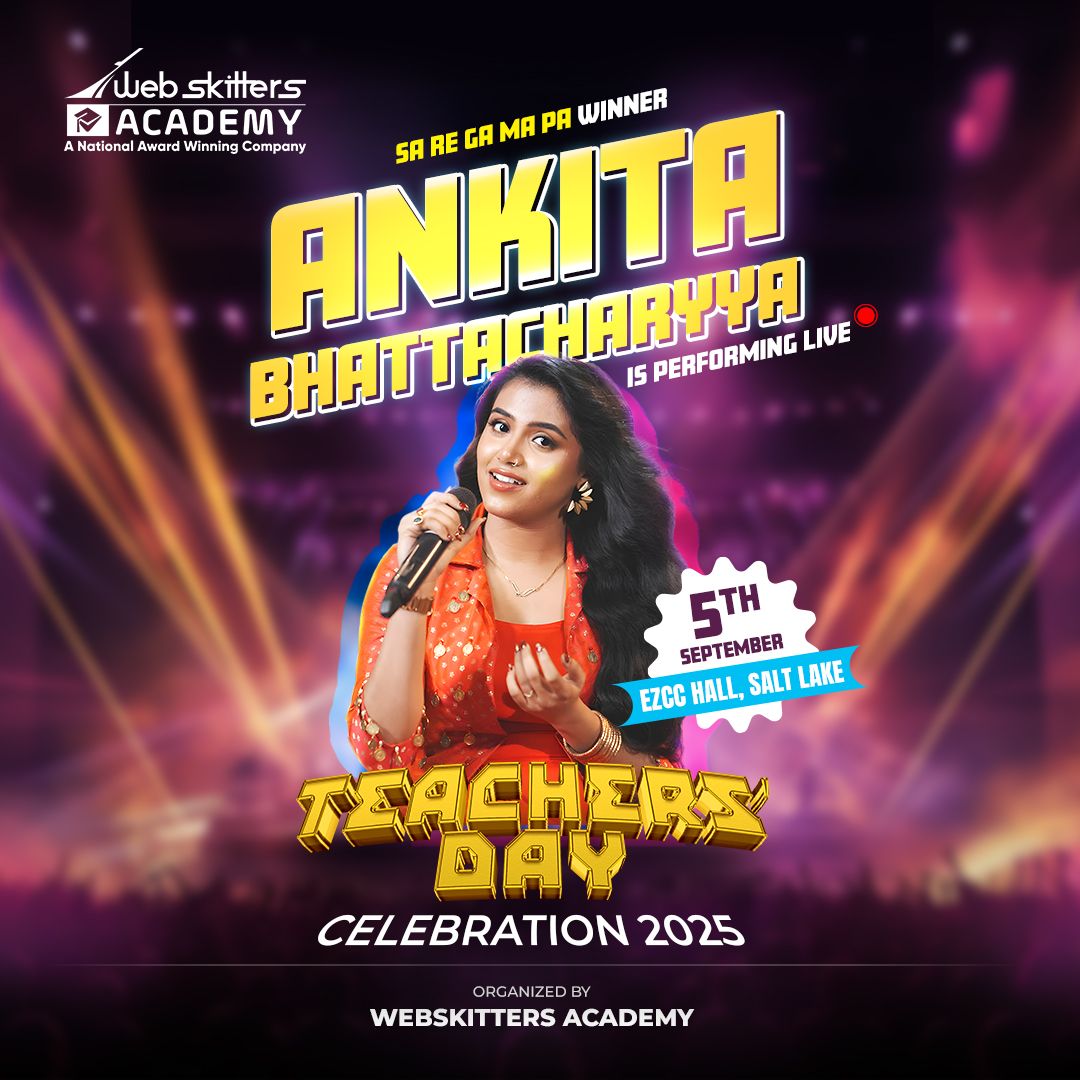 Web skitters
ACADEMY
A National Award Winning Company
SA RE GA MA PA WINNER
ANKITA
BHATTACHARYYA
IS PERFORMING LIVE
5TH
SEPTEMBER
EZCC HALL, SALT LAKE
TEACHERS'
DAY
CELEBRATION 2025
ORGANIZED BY
WEBSKITTERS ACADEMY